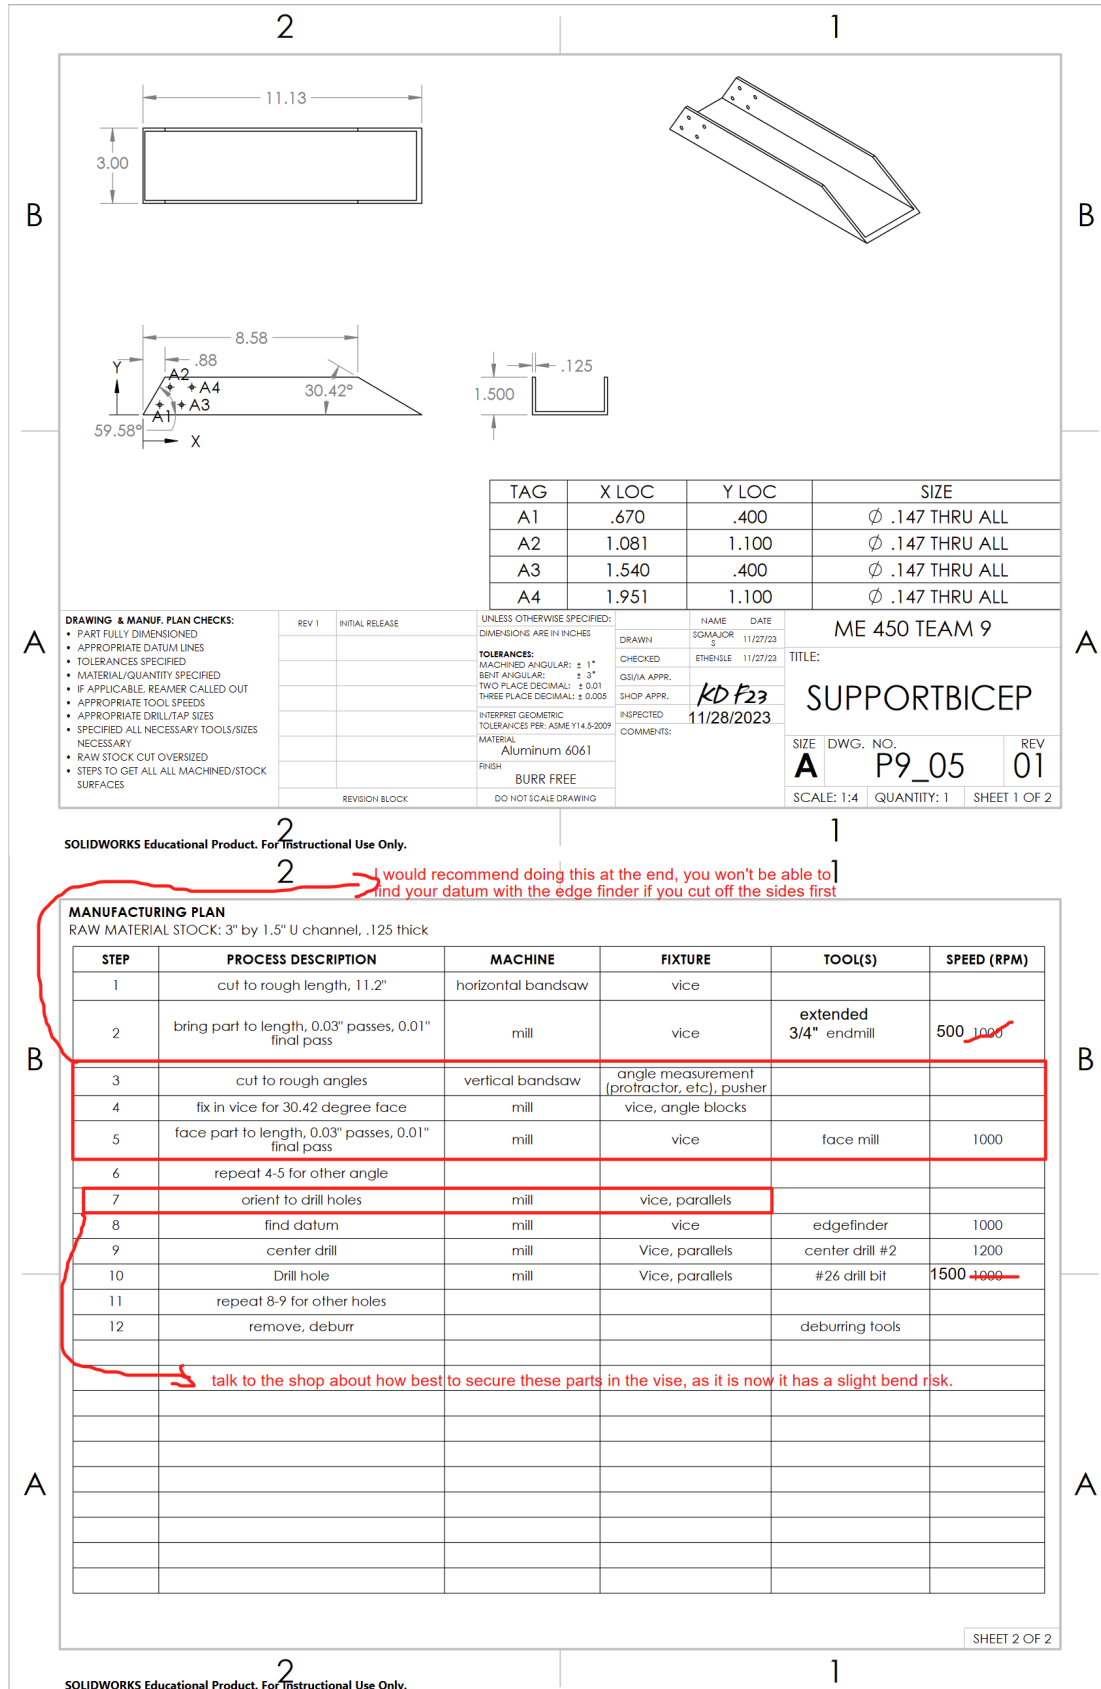 2 1
11.13
3.00
B B
8.58
.88
Y
A2
A4
A3
A1
30.42°
59.58°
X
.125
1.500
TAG X LOC Y LOC SIZE
A1 .670 .400 Ø .147 THRU ALL
A2 1.081 1.100 Ø .147 THRU ALL
A3 1.540 .400 Ø .147 THRU ALL
A4 1.951 1.100 Ø .147 THRU ALL
A A
DRAWING & MANUF. PLAN CHECKS:
• PART FULLY DIMENSIONED
• APPROPRIATE DATUM LINES
• TOLERANCES SPECIFIED
• MATERIAL/QUANTITY SPECIFIED
• IF APPLICABLE, REAMER CALLED OUT
• APPROPRIATE TOOL SPEEDS
• APPROPRIATE DRILL/TAP SIZES
• SPECIFIED ALL NECESSARY TOOLS/SIZES
NECESSARY
• RAW STOCK CUT OVERSIZED
• STEPS TO GET ALL ALL MACHINED/STOCK
SURFACES
REV 1 INITIAL RELEASE
REVISION BLOCK
UNLESS OTHERWISE SPECIFIED:
DIMENSIONS ARE IN INCHES
TOLERANCES:
MACHINED ANGULAR: ± 1°
BENT ANGULAR: ± 3°
TWO PLACE DECIMAL: ± 0.01
THREE PLACE DECIMAL: ± 0.005
INTERPRET GEOMETRIC
TOLERANCES PER: ASME Y14.5-2009
MATERIAL
Aluminum 6061
FINISH
BURR FREE
DO NOT SCALE DRAWING
NAME DATE
DRAWN SGMAJOR
S 11/27/23
CHECKED ETHENSLE 11/27/23
GSI/IA APPR.
SHOP APPR. KD F23
INSPECTED 11/28/2023
COMMENTS:
ME 450 TEAM 9
TITLE:
SUPPORTBICEP
SIZE DWG. NO. REV
A P9_05 01
SCALE: 1:4 QUANTITY: 1 SHEET 1 OF 2
2 1
SOLIDWORKS Educational Product. For Instructional Use Only.
2 1
I would recommend doing this at the end, you won't be able to
find your datum with the edge finder if you cut off the sides first
MANUFACTURING PLAN
RAW MATERIAL STOCK: 3" by 1.5" U channel, .125 thick
STEP PROCESS DESCRIPTION MACHINE FIXTURE TOOL(S) SPEED (RPM)
1 cut to rough length, 11.2" horizontal bandsaw vice
2 bring part to length, 0.03" passes, 0.01"
final pass mill vice extended
3/4" endmill 500 1000
B B
3 cut to rough angles vertical bandsaw angle measurement
(protractor, etc), pusher
4 fix in vice for 30.42 degree face mill vice, angle blocks
5 face part to length, 0.03" passes, 0.01"
final pass mill vice face mill 1000
6 repeat 4-5 for other angle
7 orient to drill holes mill vice, parallels
8 find datum mill vice edgefinder 1000
9 center drill mill Vice, parallels center drill #2 1200
10 Drill hole mill Vice, parallels #26 drill bit 1500 1000
11 repeat 8-9 for other holes
12 remove, deburr deburring tools
talk to the shop about how best to secure these parts in the vise, as it is now it has a slight bend risk.
A A
SHEET 2 OF 2
2 1
SOLIDWORKS Educational Product. For Instructional Use Only.